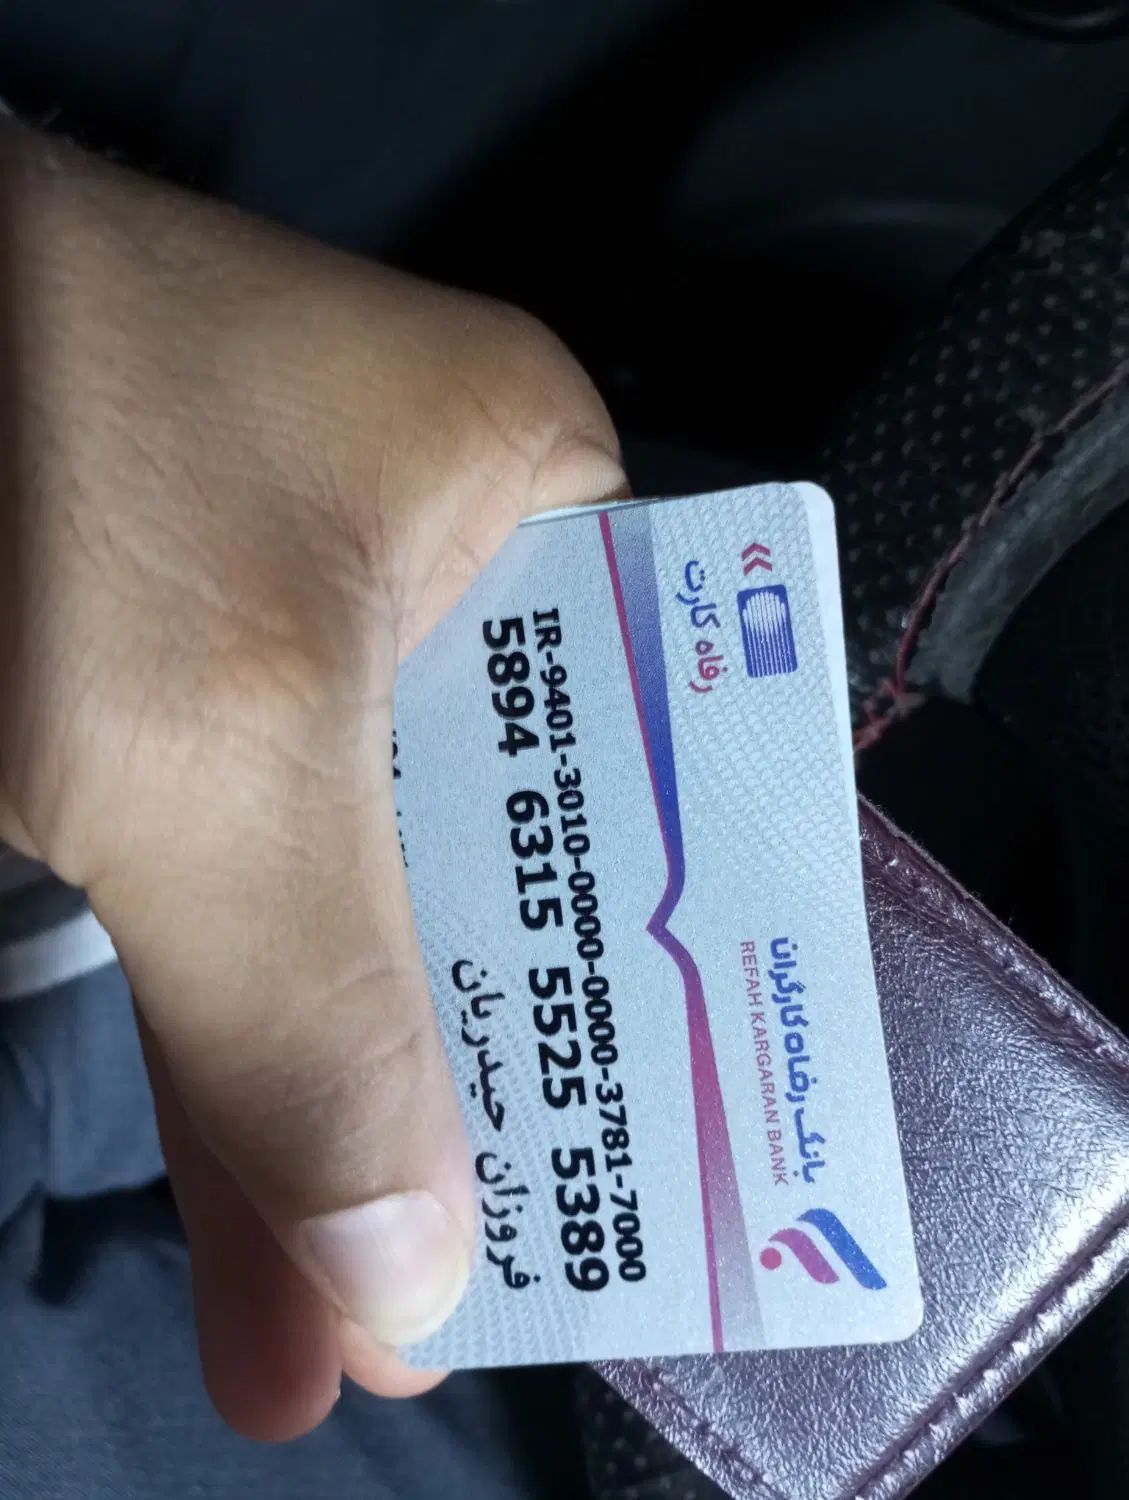 بانک رفاه کارگران
REFAH KARGARAN BANK
رفاه کارت
IR-9401-3010-0000-0000-3781-7000
5894 6315 5525 5389
فروزان حیدریان